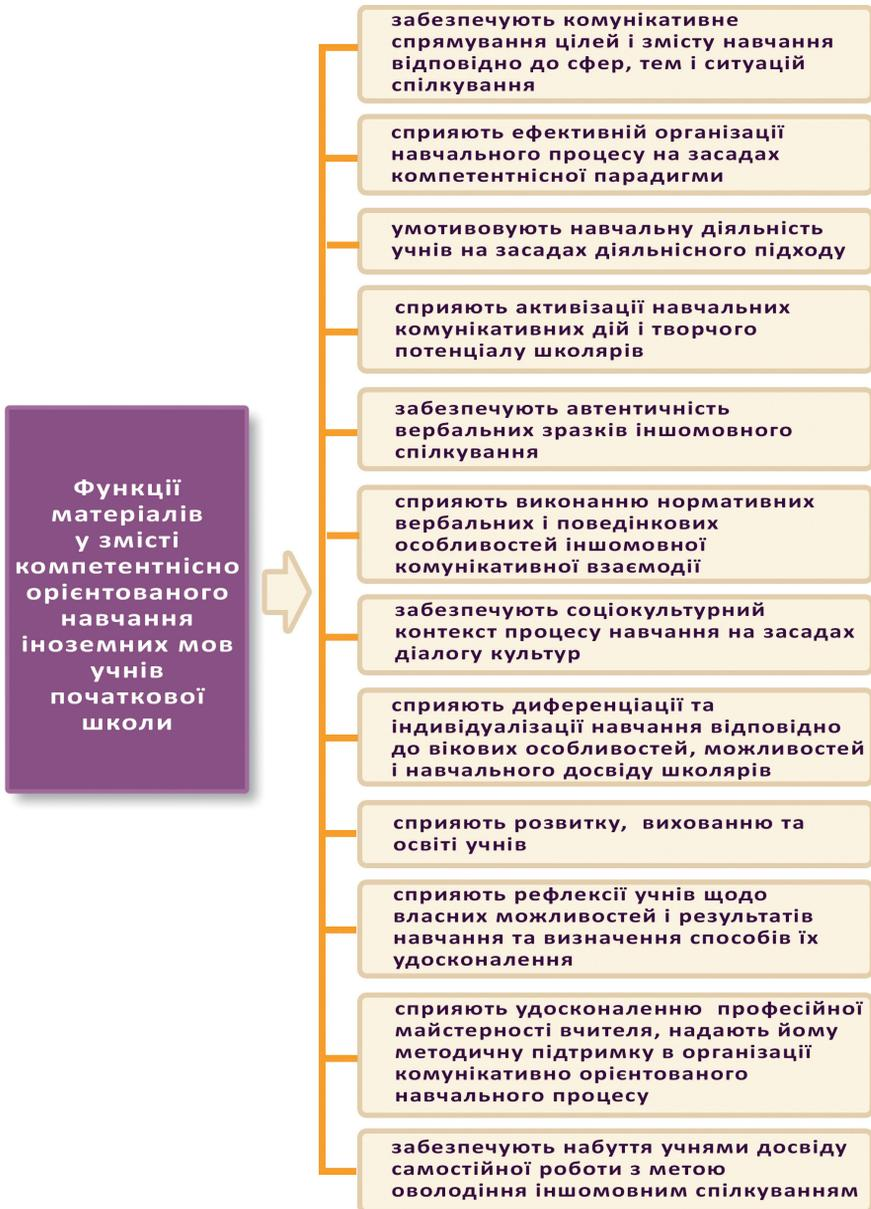 Функції
матеріалів
у змісті
компетентнісно
орієнтованого
навчання
іноземних мов
учнів
початкової
школи
забезпечують комунікативне
спрямування цілей і змісту навчання
відповідно до сфер, тем і ситуацій
спілкування
сприяють ефективній організації
навчального процесу на засадах
компетентнісної парадигми
умотивовують навчальну діяльність
учнів на засадах діяльнісного підходу
сприяють активізації навчальних
комунікативних дій і творчого
потенціалу школярів
забезпечують автентичність
вербальних зразків іншомовного
спілкування
сприяють виконанню нормативних
вербальних і поведінкових
особливостей іншомовної
комунікативної взаємодії
забезпечують соціокультурний
контекст процесу навчання на засадах
діалогу культур
сприяють диференціації та
індивідуалізації навчання відповідно
до вікових особливостей, можливостей
і навчального досвіду школярів
сприяють розвитку, вихованню та
освіті учнів
сприяють рефлексії учнів щодо
власних можливостей і результатів
навчання та визначення способів їх
удосконалення
сприяють удосконаленню професійної
майстерності вчителя, надають йому
методичну підтримку в організації
комунікативно орієнтованого
навчального процесу
забезпечують набуття учнями досвіду
самостійної роботи з метою
оволодіння іншомовним спілкуванням